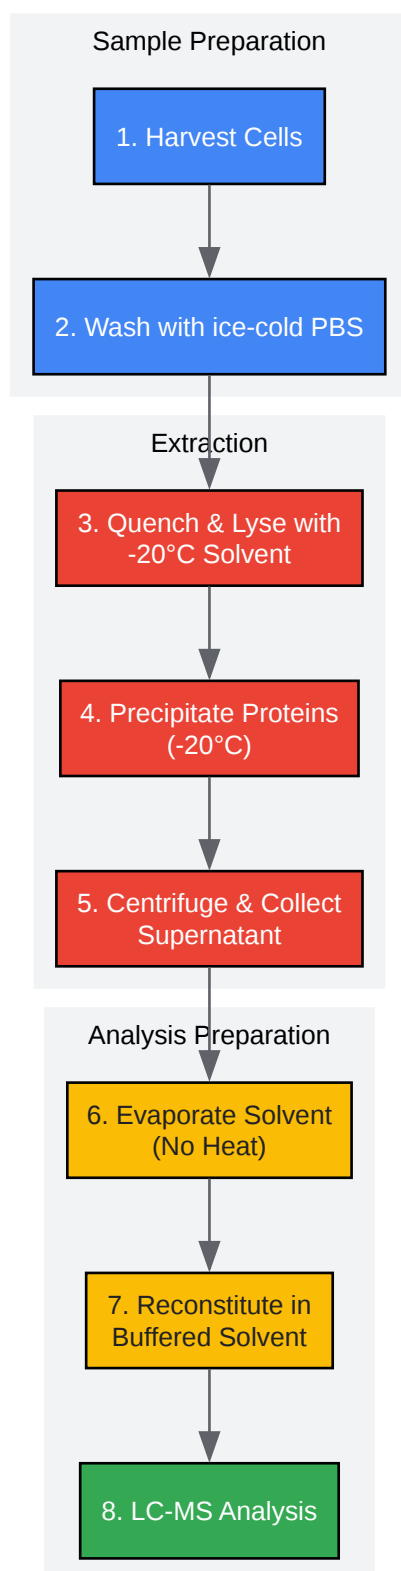 Sample Preparation
1. Harvest Cells
2. Wash with ice-cold PBS
Extraction
3. Quench & Lyse with
-20°C Solvent
4. Precipitate Proteins
(-20°C)
5. Centrifuge & Collect
Supernatant
Analysis Preparation
6. Evaporate Solvent
(No Heat)
7. Reconstitute in
Buffered Solvent
8. LC-MS Analysis